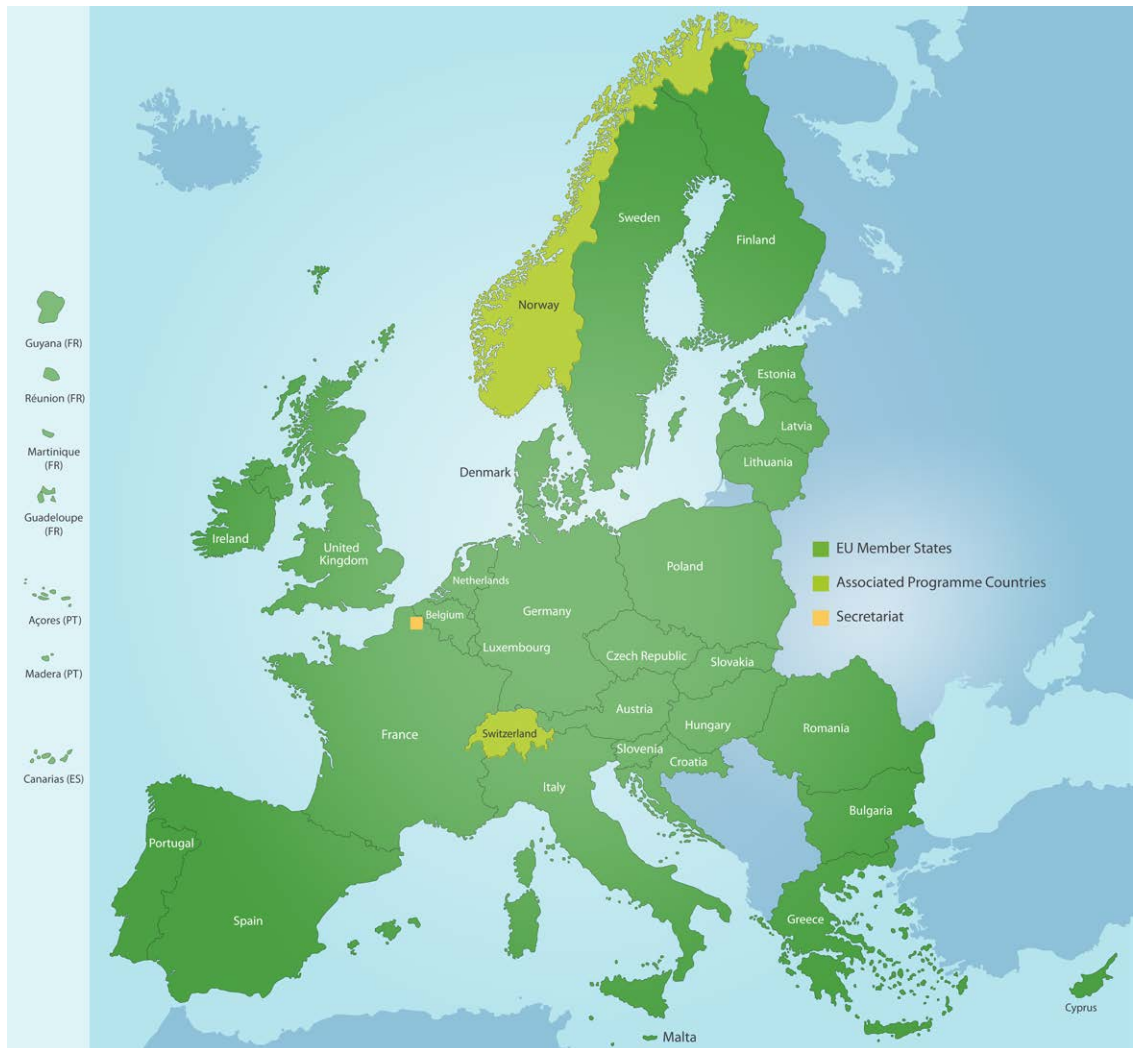 Guyana (FR)
Réunion (FR)
Martinique
(FR)
Guadeloupe
(FR)
Açores (PT)
Madera (PT)
Canarias (ES)
Sweden
Finland
Norway
Estonia
Latvia
Lithuania
Denmark
Ireland
United
Kingdom
Netherlands
Belgium
Luxembourg
Germany
Poland
Czech Republic
Slovakia
Austria
Hungary
Romania
France
Switzerland
Slovenia
Croatia
Italy
Bulgaria
Portugal
Spain
Greece
Malta
Cyprus
EU Member States
Associated Programme Countries
Secretariat